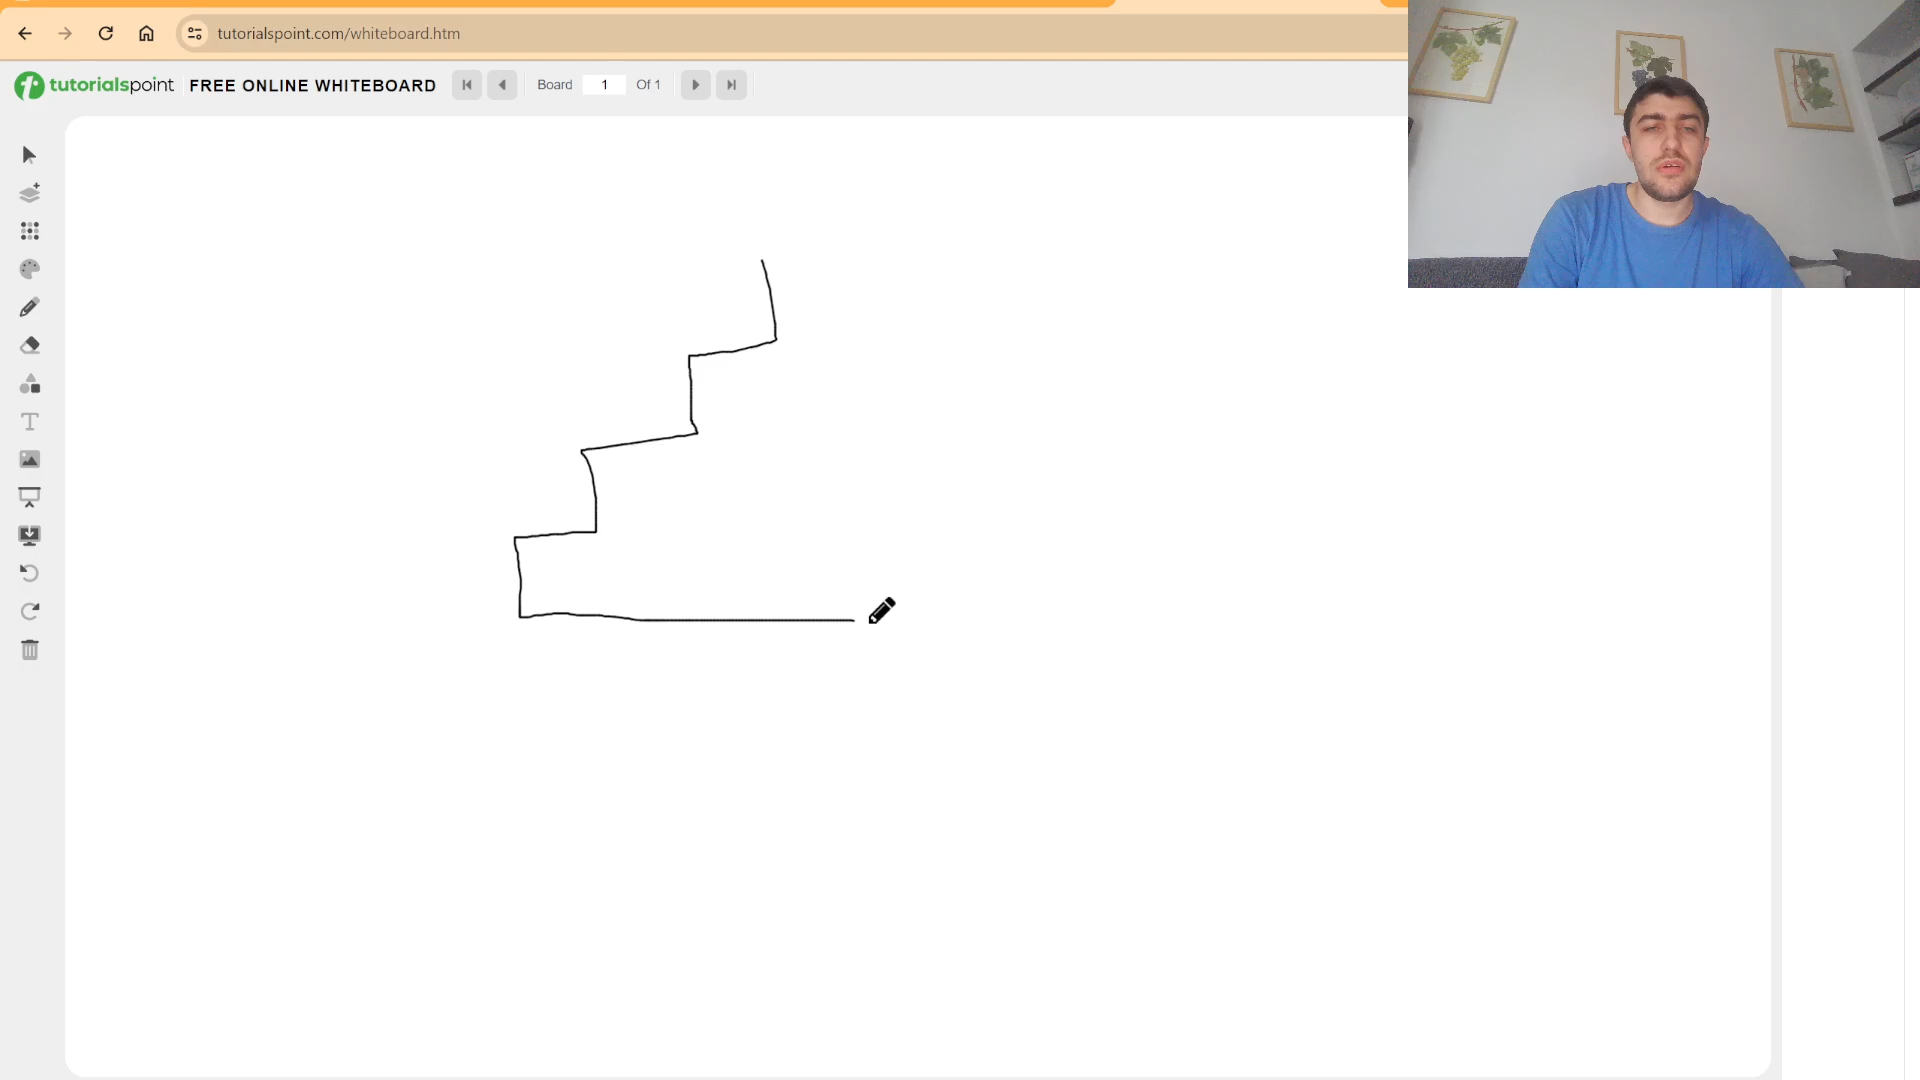 tutorialspoint.com/whiteboard.htm
tutorialspoint FREE ONLINE WHITEBOARD Board 1 Of 1
T